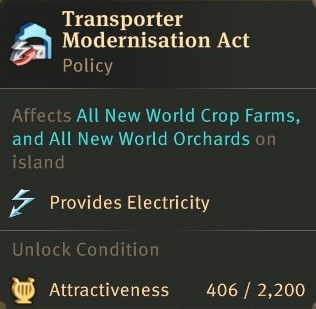 Transporter
Modernisation Act
Policy
Affects All New World Crop Farms,
and All New World Orchards on
island
Provides Electricity
Unlock Condition
Attractiveness 406 / 2,200